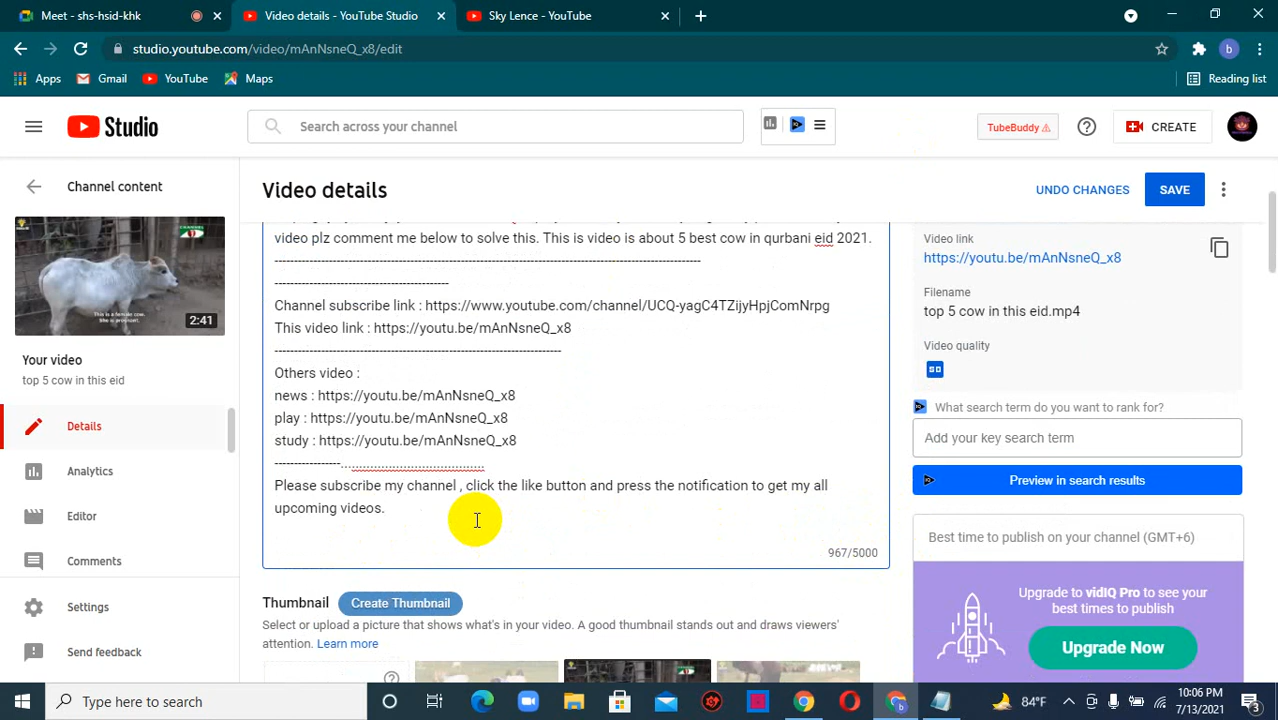 Meet - shs-hsid-khk
Video details - YouTube Studio
Sky Lence - YouTube
studio.youtube.com/video/mAnNsneQ_x8/edit
b
Apps
Gmail
YouTube
Maps
Reading list
Studio
Search across your channel
TubeBuddy
CREATE
Channel content
Video details
UNDO CHANGES
SAVE
video plz comment me below to solve this. This is video is about 5 best cow in qurbani eid 2021.
---------------------------------------------------------------------------------------------------------------
---------------------------------------------
Channel subscribe link : https://www.youtube.com/channel/UCQ-yagC4TZijyHpjComNrpg
This video link : https://youtu.be/mAnNsneQ_x8
--------------------------------------------------------------------------
Others video :
news : https://youtu.be/mAnNsneQ_x8
play : https://youtu.be/mAnNsneQ_x8
study : https://youtu.be/mAnNsneQ_x8
-----------------......................................
Please subscribe my channel , click the like button and press the notification to get my all
upcoming videos.
967/5000
Video link
https://youtu.be/mAnNsneQ_x8
Filename
top 5 cow in this eid.mp4
Video quality
SD
What search term do you want to rank for?
Add your key search term
Preview in search results
Best time to publish on your channel (GMT+6)
Upgrade to vidIQ Pro to see your
best times to publish
Upgrade Now
CHANNEL
This is a female cow.
She is pregnant.
2:41
Your video
top 5 cow in this eid
Details
Analytics
Editor
Comments
Settings
Send feedback
Thumbnail
Create Thumbnail
Select or upload a picture that shows what's in your video. A good thumbnail stands out and draws viewers'
attention. Learn more
Type here to search
84°F
10:06 PM
7/13/2021
3